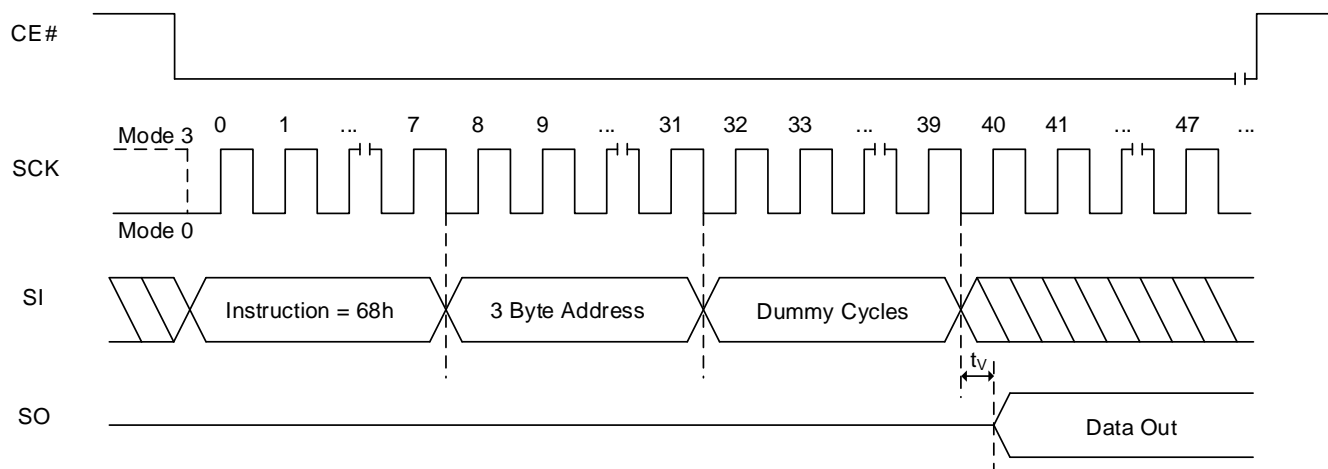 CE#
0 1 ... 7 8 9 ... 31 32 33 ... 39 40 41 ... 47 ...
Mode 3
SCK
Mode 0
SI Instruction = 68h 3 Byte Address Dummy Cycles
tV
SO Data Out